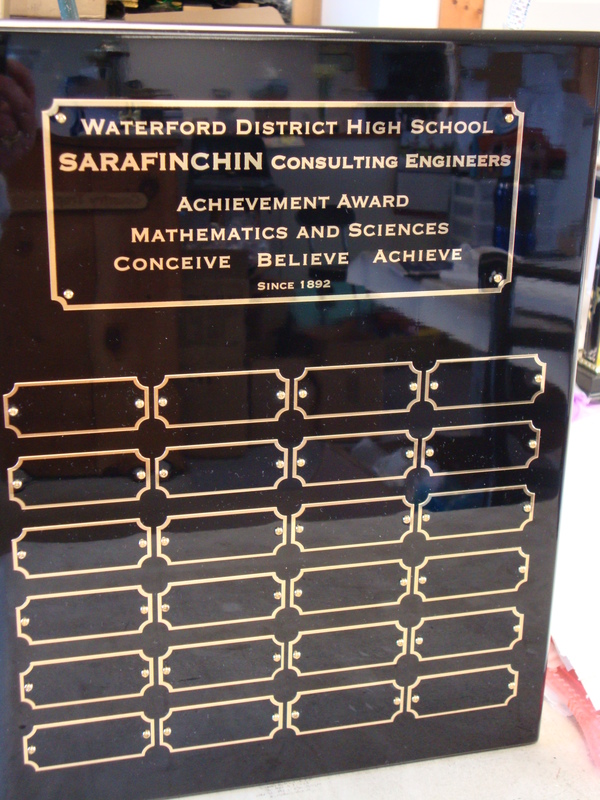 Waterford District High School
SARAFINCHIN Consulting Engineers
Achievement Award
Mathematics and Sciences
Conceive Believe Achieve
Since 1892